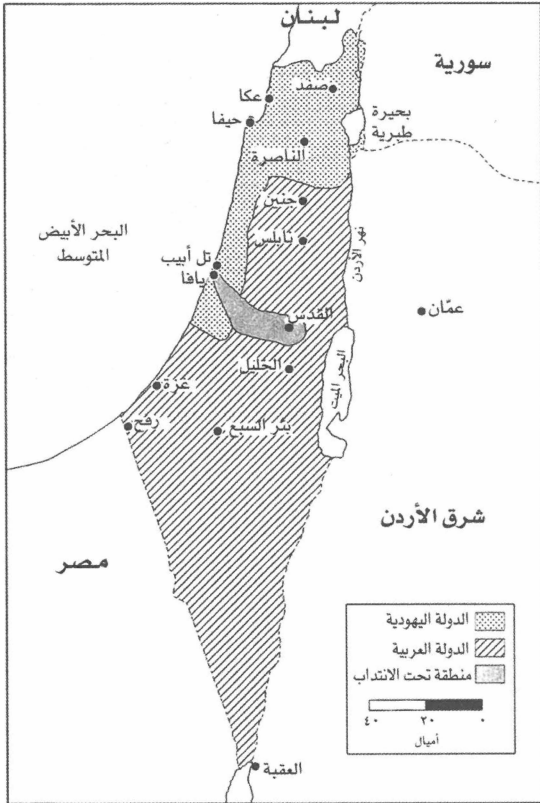 لبنان
سورية
صفد
عكا
حيفا
بحيرة
طبرية
الناصرة
جنين
نابلس
نهر الأردن
البحر الأبيض
المتوسط
تل أبيب
يافا
القدس
عمّان
الخليل
البحر الميت
غزة
رفح
بئر السبع
شرق الأردن
مصر
الدولة اليهودية
الدولة العربية
منطقة تحت الانتداب
٤٠ ٢٠ ٠
أميال
العقبة